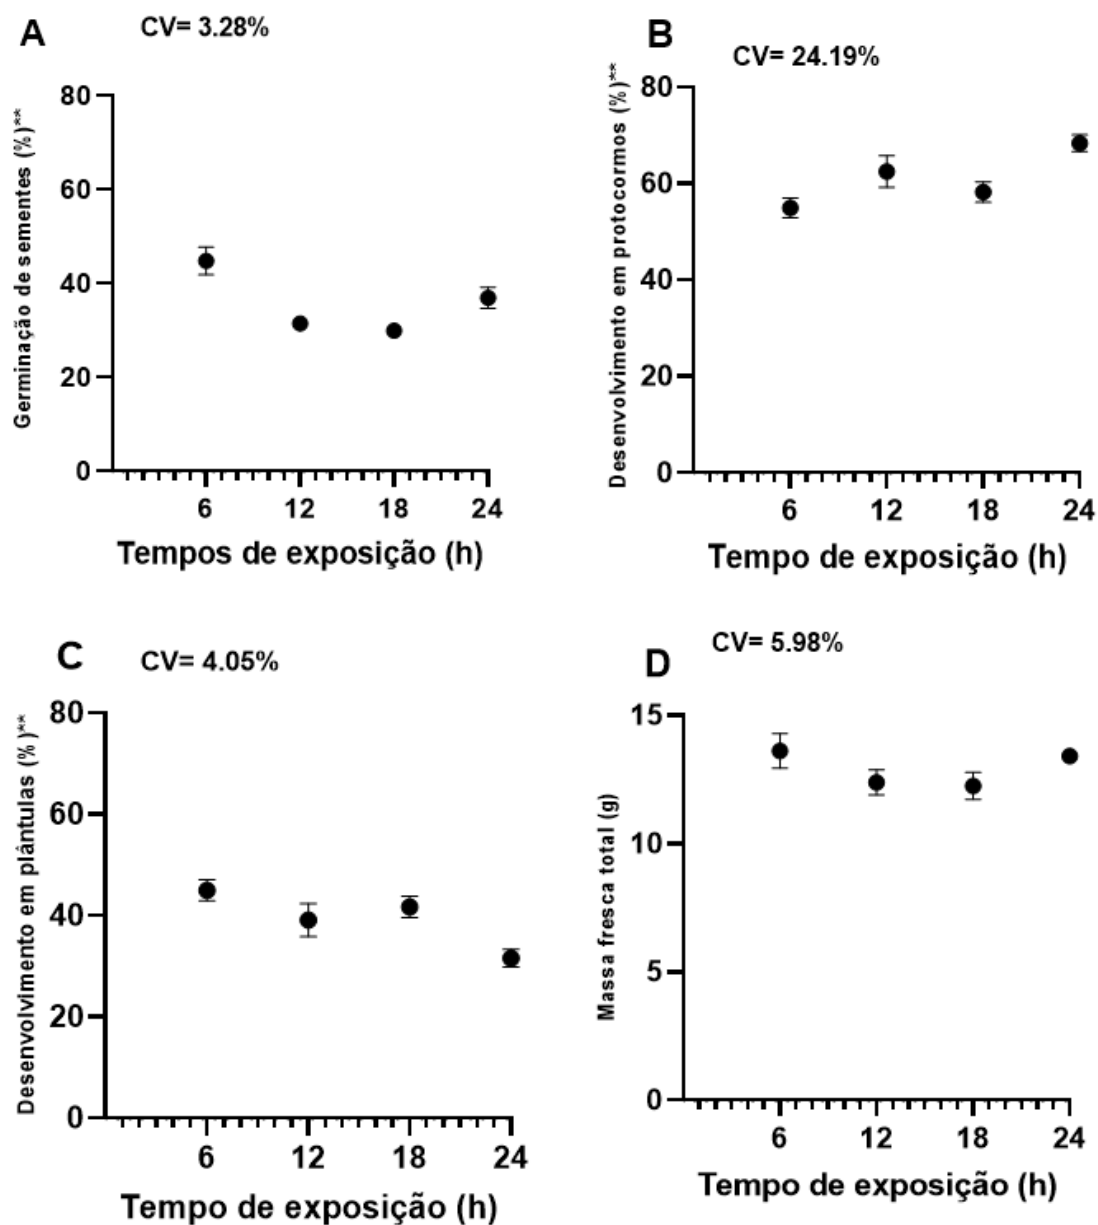 A
CV= 3.28%
Germinação de sementes (%)**
80
60
40
20
0
6 12 18 24
Tempos de exposição (h)
B
CV= 24.19%
Desenvolvimento em protocormos (%)**
80
60
40
20
0
6 12 18 24
Tempo de exposição (h)
C
CV= 4.05%
Desenvolvimento em plântulas (%)**
80
60
40
20
0
6 12 18 24
Tempo de exposição (h)
D
CV= 5.98%
Massa fresca total (g)
15
10
5
0
6 12 18 24
Tempo de exposição (h)